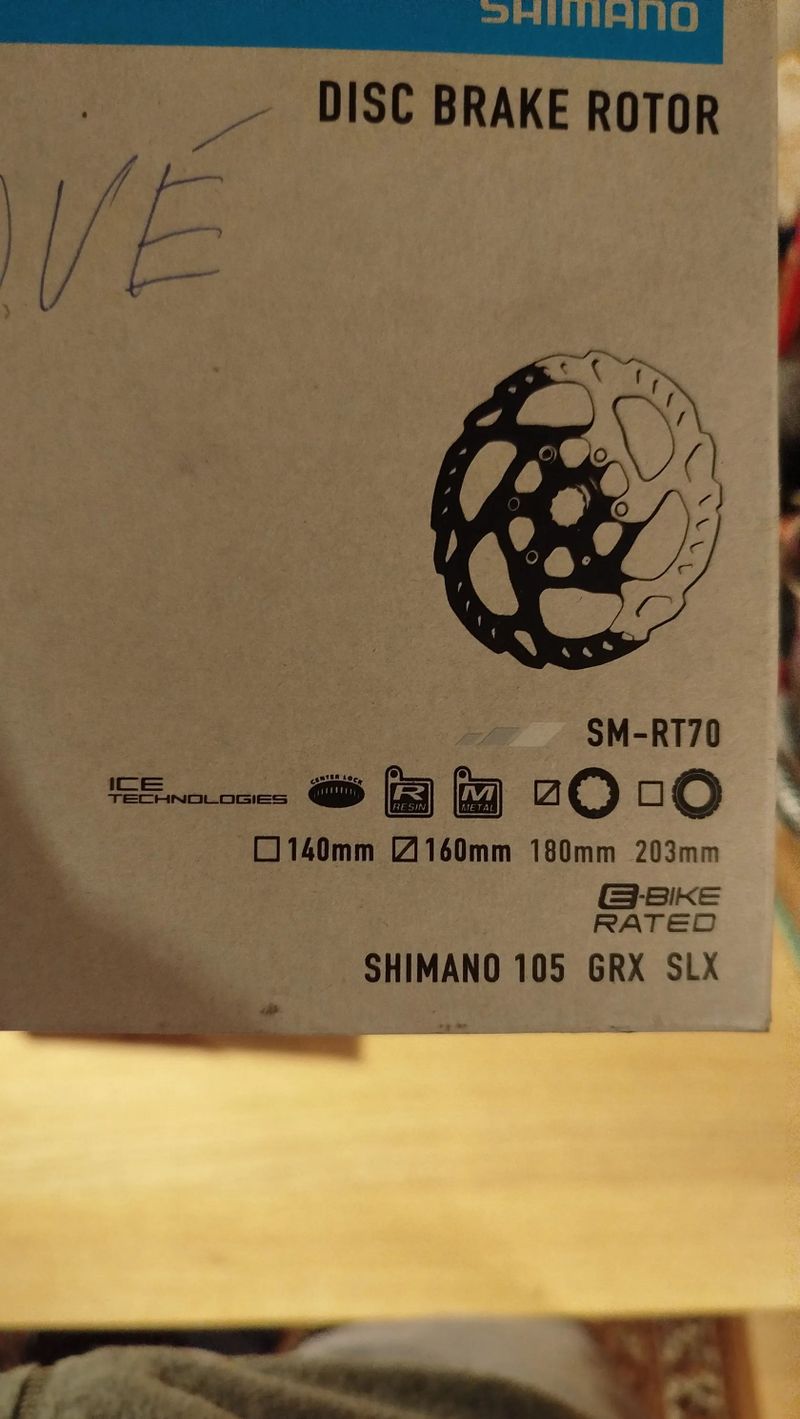 SHIMANO
DISC BRAKE ROTOR
VÉ
SM-RT70
ICE TECHNOLOGIES
CENTER LOCK
R RESIN
M METAL
140mm 160mm 180mm 203mm
E-BIKE
RATED
SHIMANO 105 GRX SLX